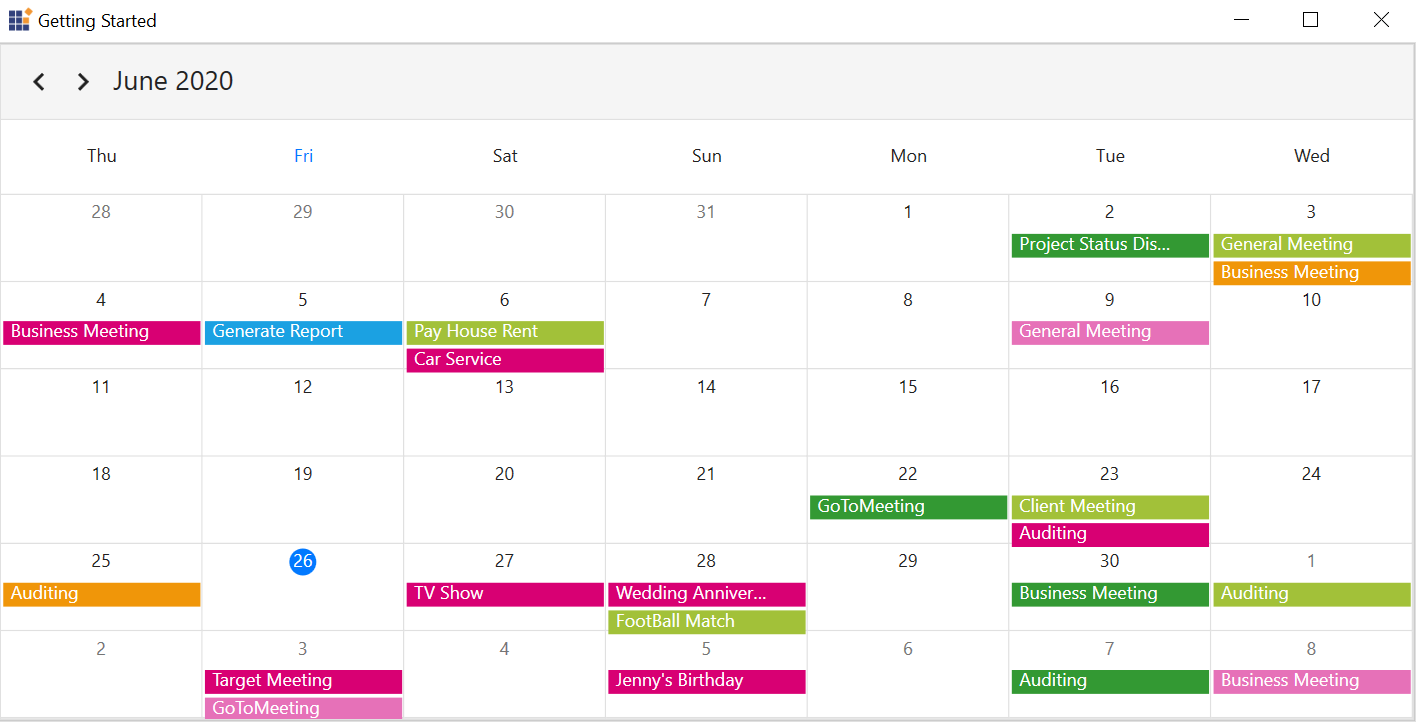 Getting Started
June 2020
Thu Fri Sat Sun Mon Tue Wed
28 29 30 31 1 2 3
Project Status Dis... General Meeting
Business Meeting
4 5 6 7 8 9 10
Business Meeting Generate Report Pay House Rent General Meeting
Car Service
11 12 13 14 15 16 17
18 19 20 21 22 23 24
GoToMeeting Client Meeting
Auditing
25 26 27 28 29 30 1
Auditing TV Show Wedding Anniver... Business Meeting Auditing
FootBall Match
2 3 4 5 6 7 8
Target Meeting Jenny's Birthday Auditing Business Meeting
GoToMeeting